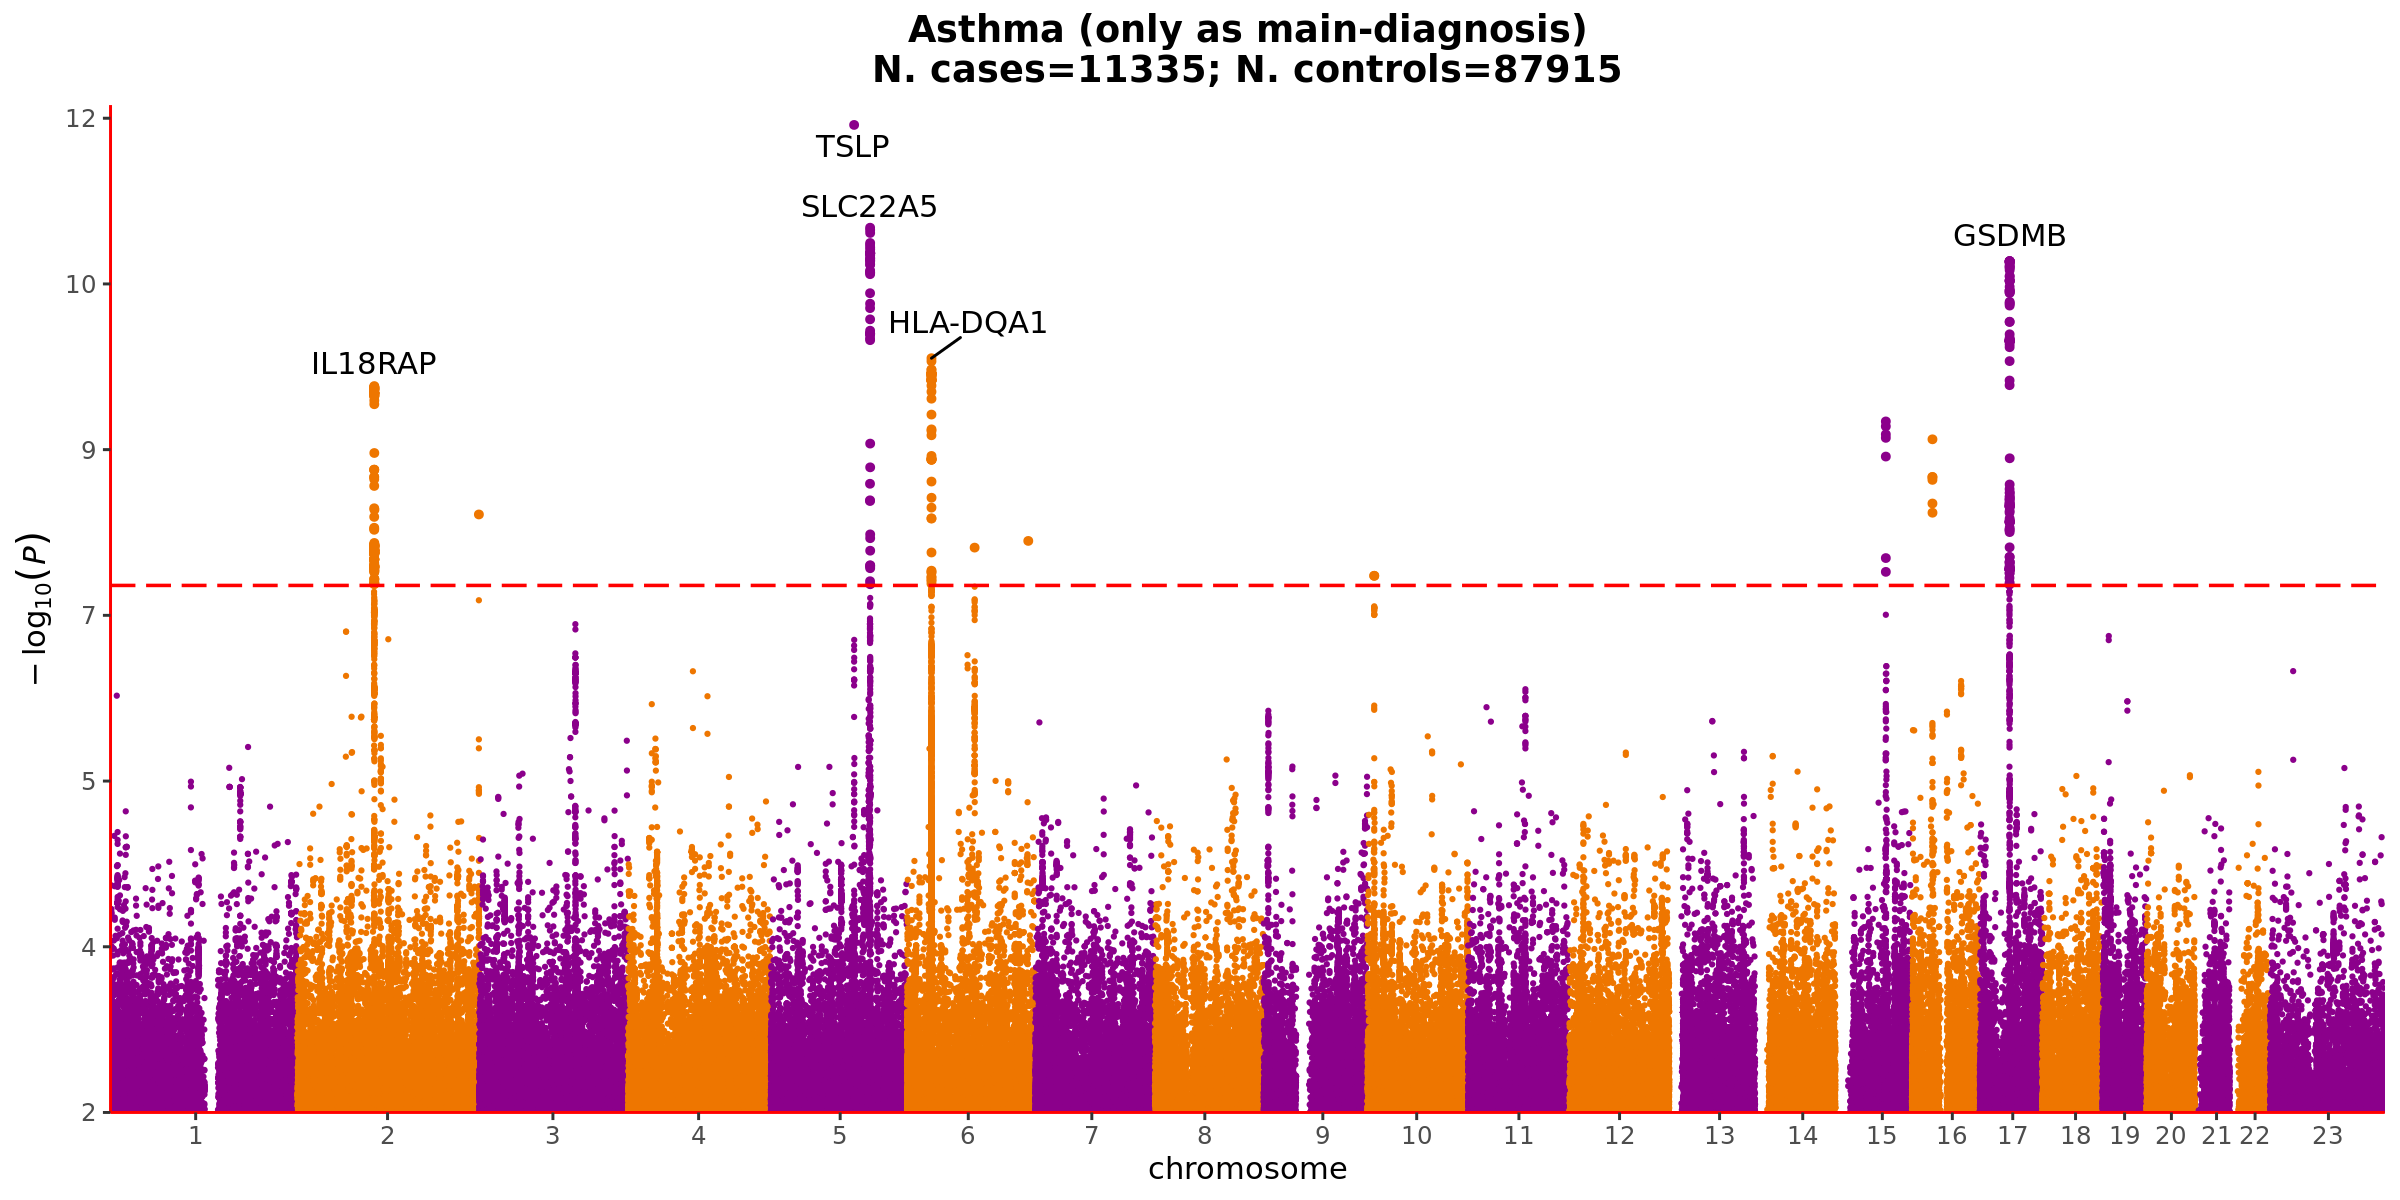 Asthma (only as main-diagnosis)
N. cases=11335; N. controls=87915
12
TSLP
SLC22A5
GSDMB
10
HLA-DQA1
IL18RAP
9
− log10(P)
7
5
4
2
1 2 3 4 5 6 7 8 9 10 11 12 13 14 15 16 17 18 19 20 21 22 23
chromosome